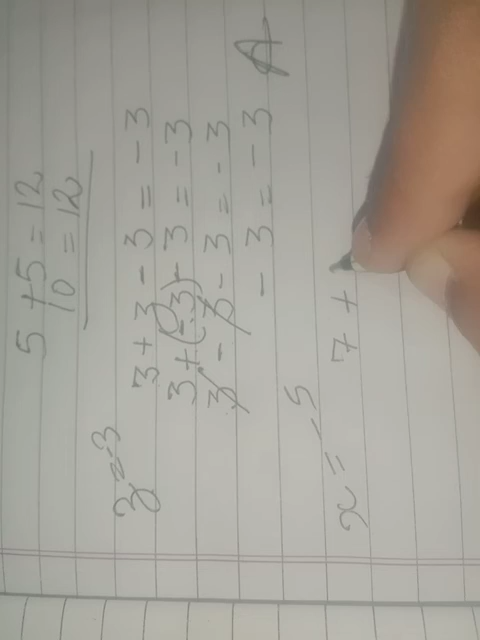 5 + 5 = 12
10 = 12
z = -3
3 + z - 3 = -3
3 + (-3) - 3 = -3
3 - 3 - 3 = -3
- 3 = -3 A
x = -5
7 +